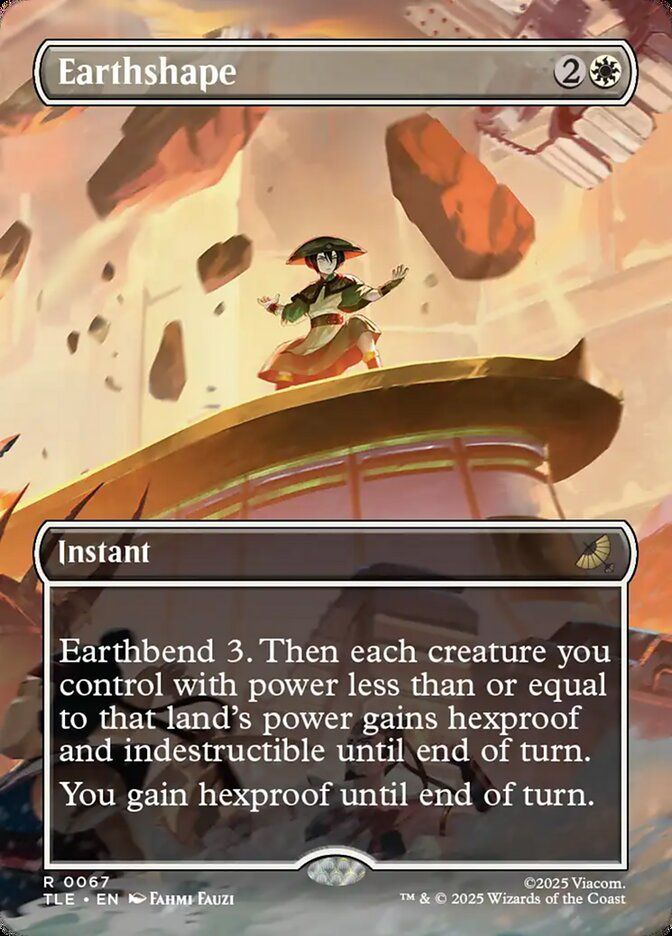 Earthshape 2
Instant
Earthbend 3. Then each creature you
control with power less than or equal
to that land's power gains hexproof
and indestructible until end of turn.
You gain hexproof until end of turn.
R 0067
TLE • EN Fahmi Fauzi
©2025 Viacom.
™ & © 2025 Wizards of the Coast